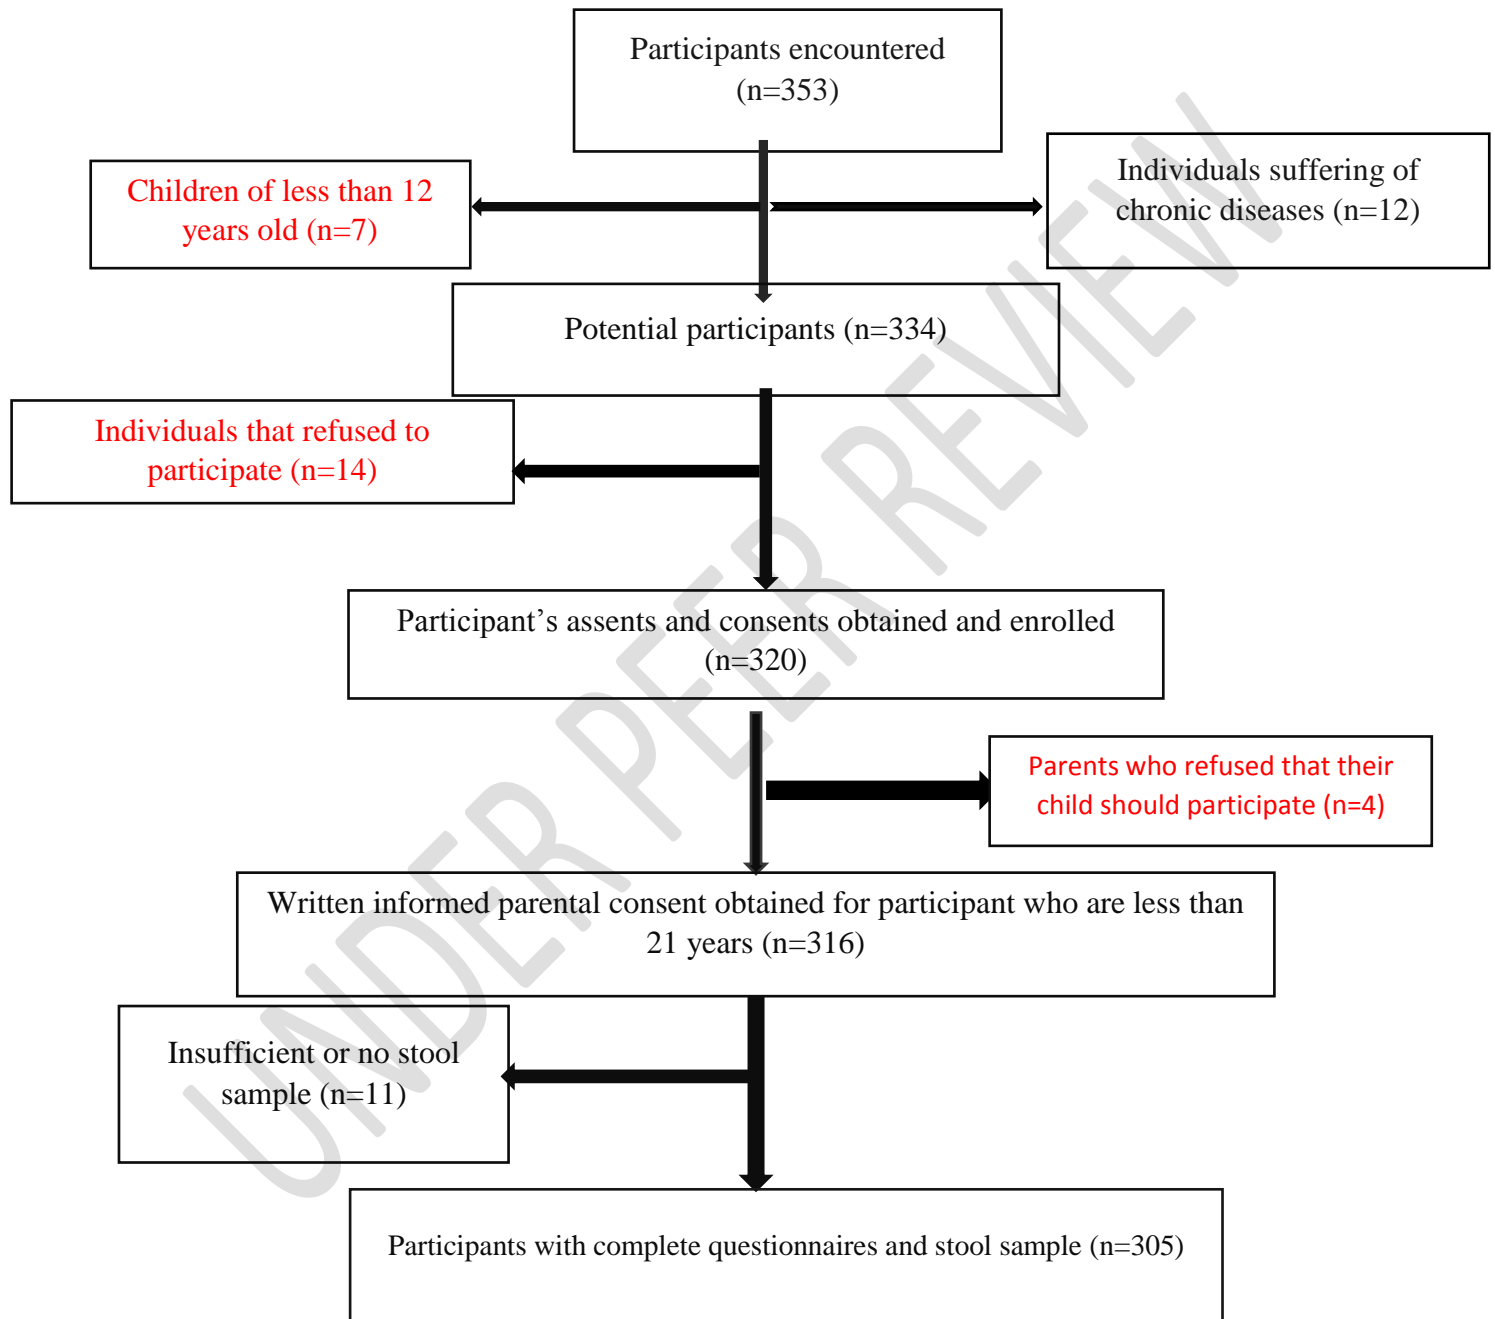 Participants encountered
(n=353)
Children of less than 12
years old (n=7)
Individuals suffering of
chronic diseases (n=12)
Potential participants (n=334)
Individuals that refused to
participate (n=14)
Participant’s assents and consents obtained and enrolled
(n=320)
Parents who refused that their
child should participate (n=4)
Written informed parental consent obtained for participant who are less than
21 years (n=316)
Insufficient or no stool
sample (n=11)
Participants with complete questionnaires and stool sample (n=305)
UNDER PEER REVIEW